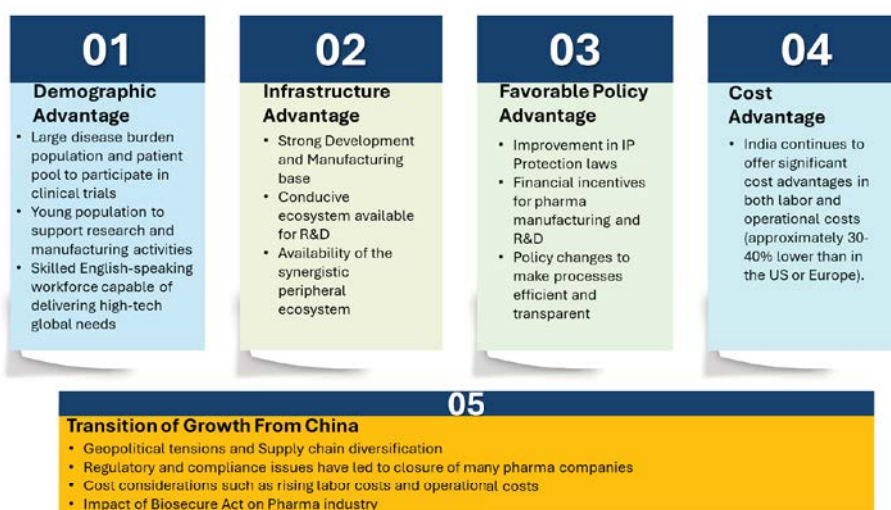 01
Demographic
Advantage
• Large disease burden
population and patient
pool to participate in
clinical trials
• Young population to
support research and
manufacturing activities
• Skilled English-speaking
workforce capable of
delivering high-tech
global needs
02
Infrastructure
Advantage
• Strong Development
and Manufacturing
base
• Conducive
ecosystem available
for R&D
• Availability of the
synergistic
peripheral
ecosystem
03
Favorable Policy
Advantage
• Improvement in IP
Protection laws
• Financial incentives
for pharma
manufacturing and
R&D
• Policy changes to
make processes
efficient and
transparent
04
Cost
Advantage
• India continues to
offer significant
cost advantages in
both labor and
operational costs
(approximately 30-
40% lower than in
the US or Europe).
05
Transition of Growth From China
• Geopolitical tensions and Supply chain diversification
• Regulatory and compliance issues have led to closure of many pharma companies
• Cost considerations such as rising labor costs and operational costs
• Impact of Biosecure Act on Pharma industry